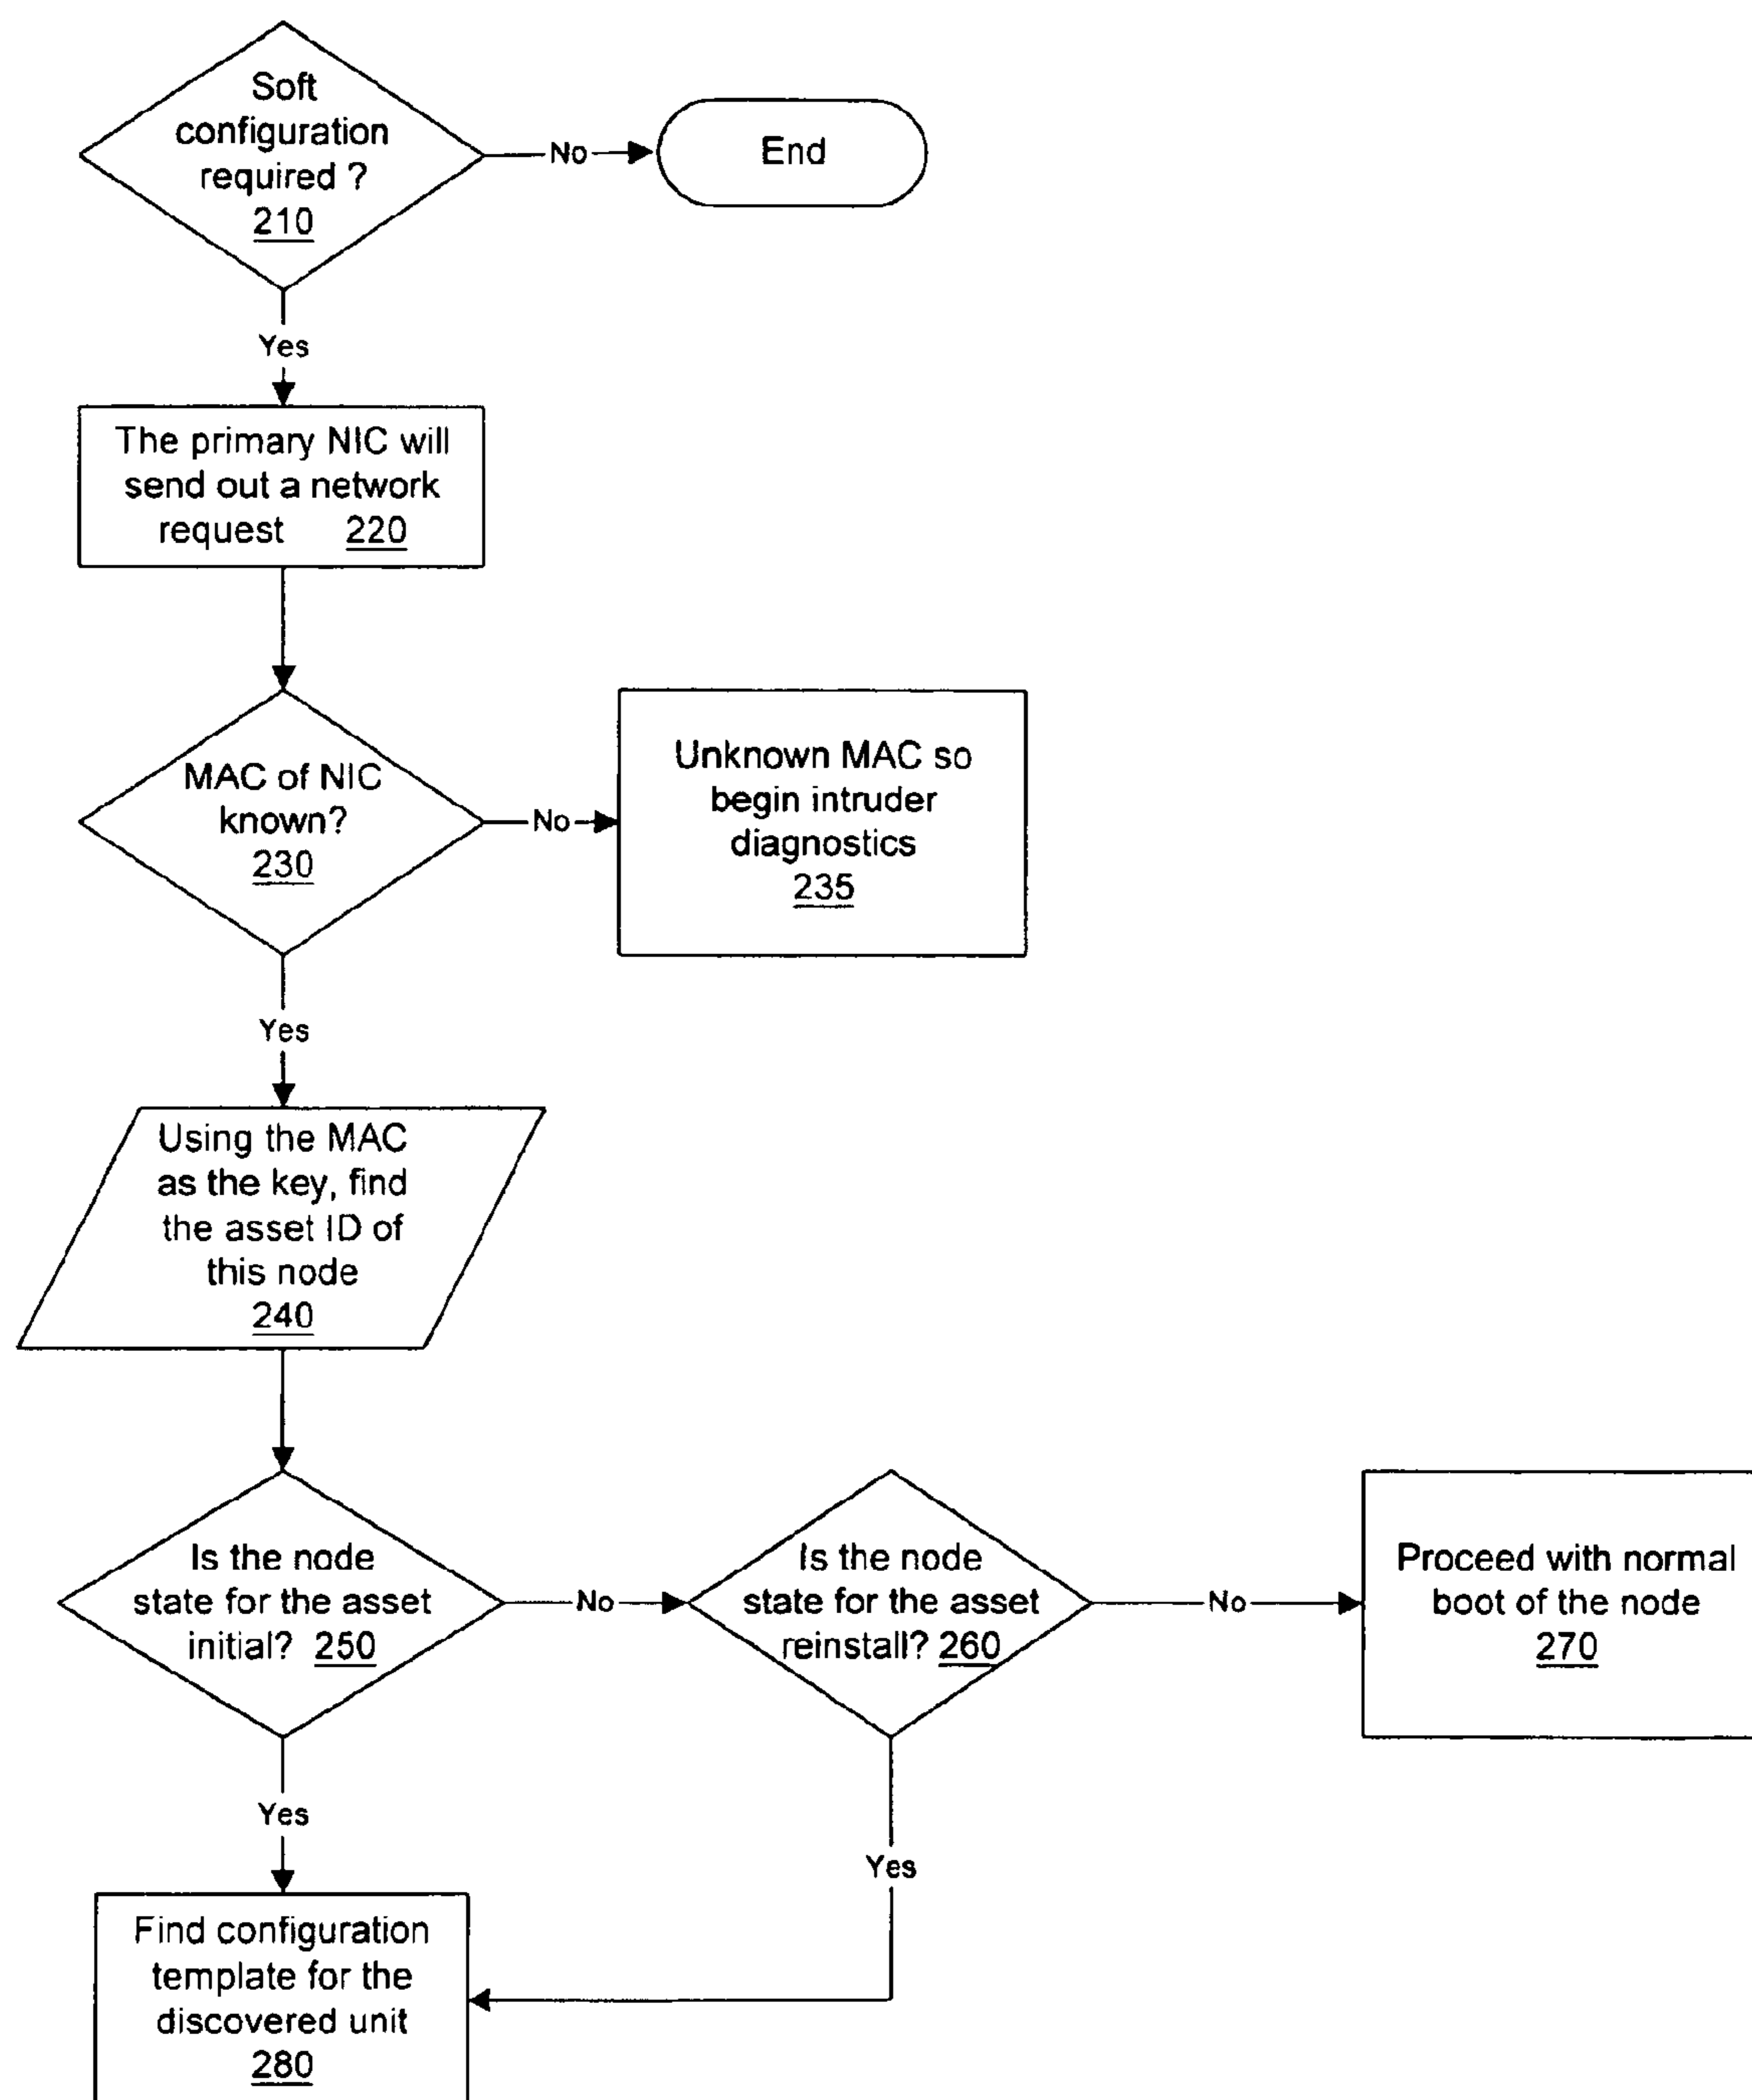 Soft
configuration
required ?
210
No
End
Yes
The primary NIC will
send out a network
request 220
MAC of NIC
known?
230
No
Unknown MAC so
begin intruder
diagnostics
235
Yes
Using the MAC
as the key, find
the asset ID of
this node
240
Is the node
state for the asset
initial? 250
No
Is the node
state for the asset
reinstall? 260
No
Proceed with normal
boot of the node
270
Yes
Yes
Find configuration
template for the
discovered unit
280